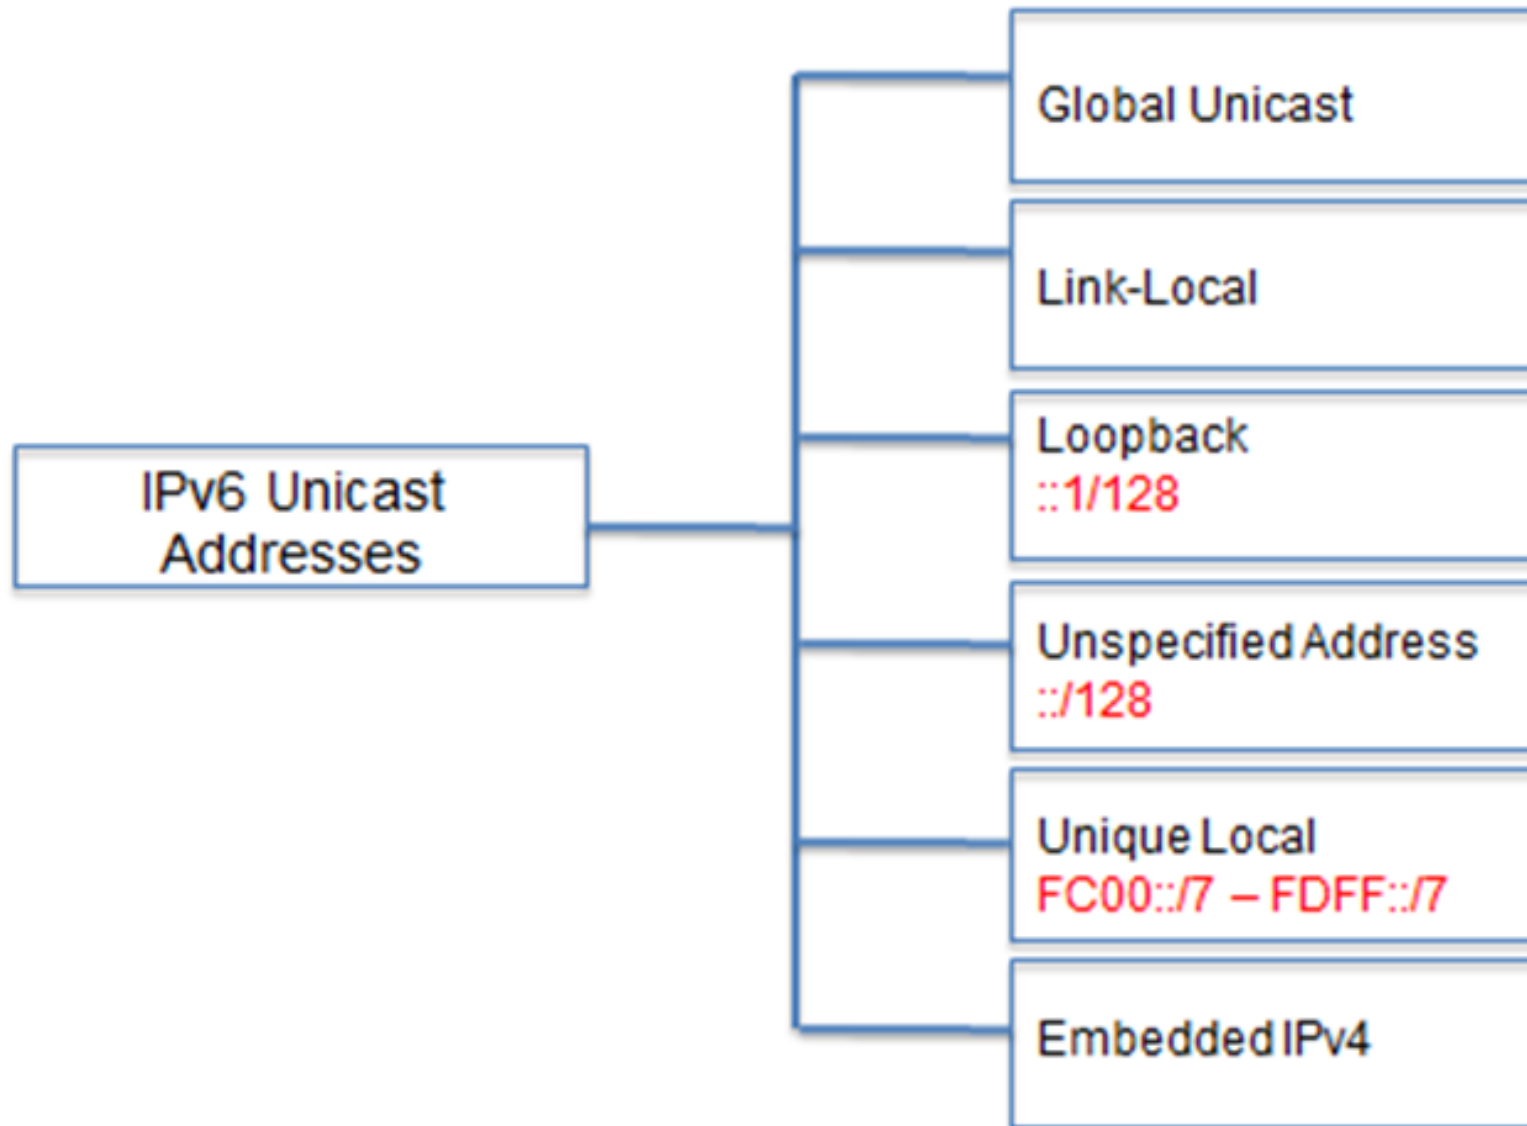 IPv6 Unicast
Addresses
Global Unicast
Link-Local
Loopback
::1/128
Unspecified Address
::/128
Unique Local
FC00::/7 – FDFF::/7
Embedded IPv4